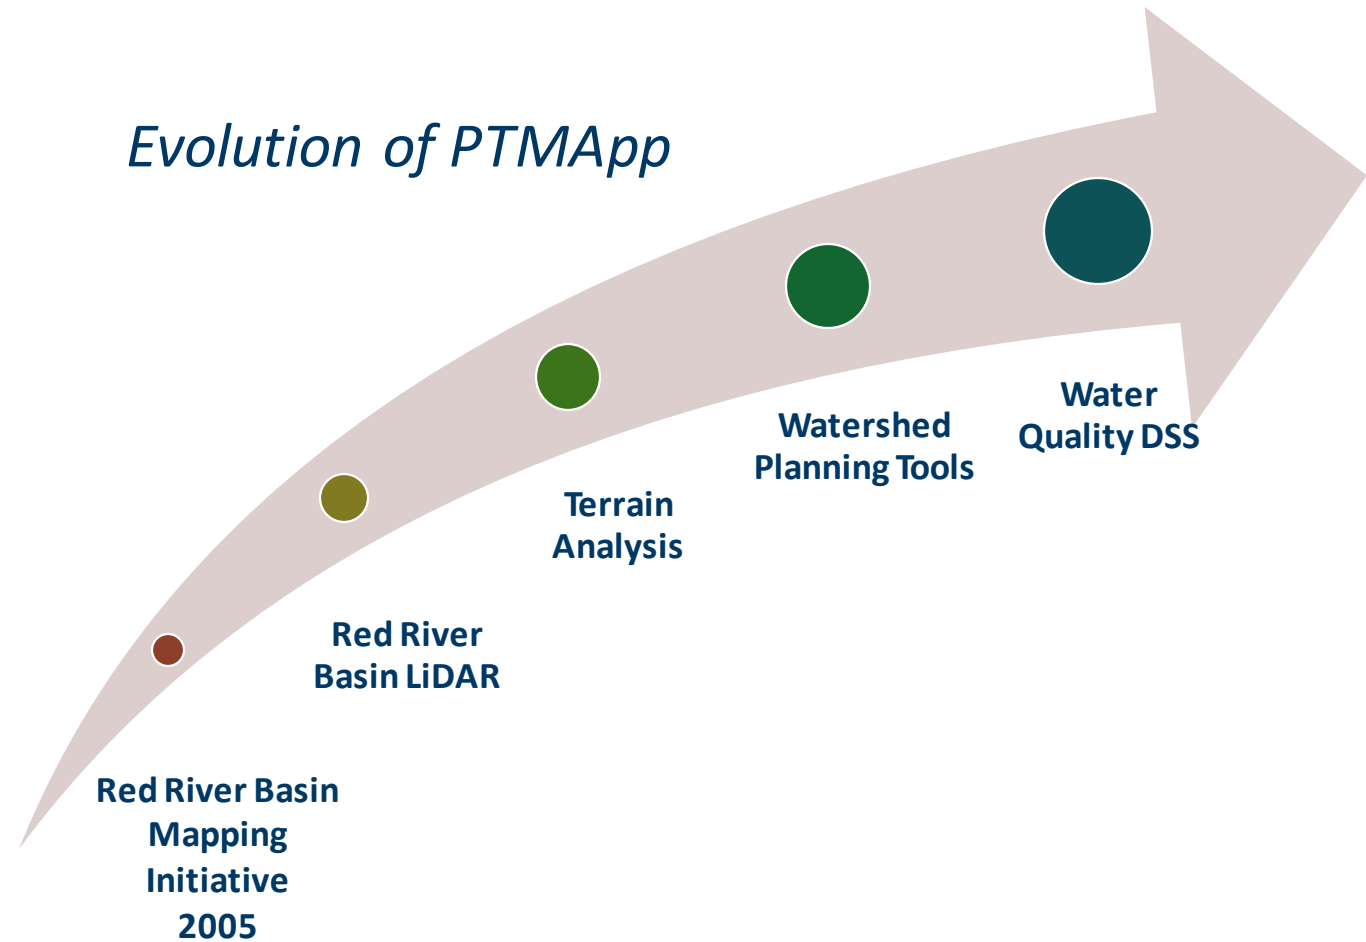 Evolution of PTMApp
Red River Basin
Mapping
Initiative
2005
Red River
Basin LiDAR
Terrain
Analysis
Watershed
Planning Tools
Water
Quality DSS